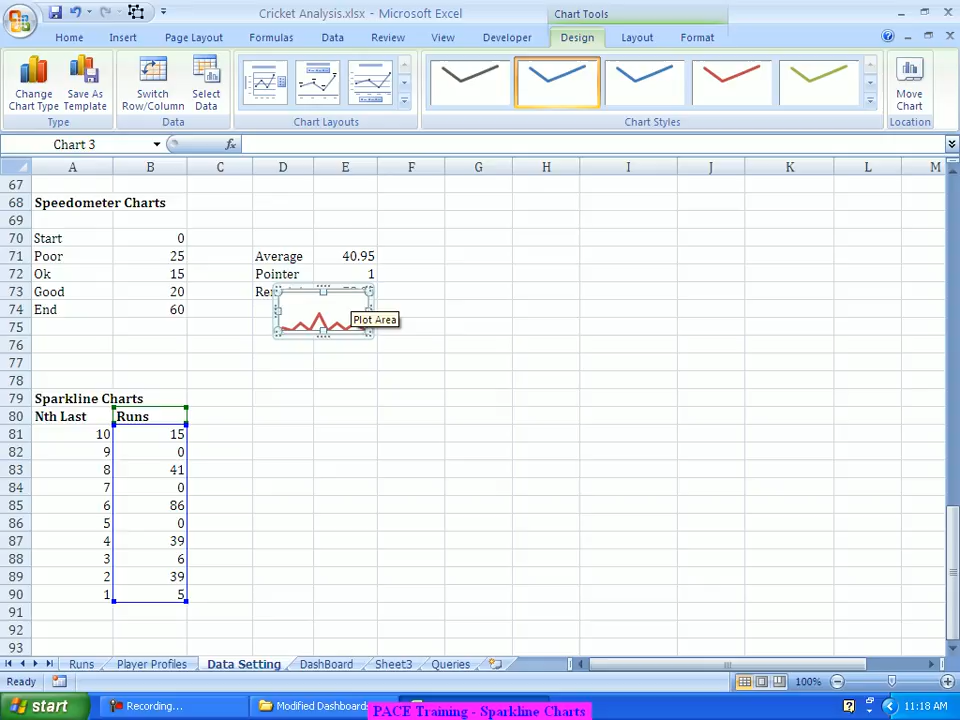 Cricket Analysis.xlsx - Microsoft Excel
Chart Tools
Home Insert Page Layout Formulas Data Review View Developer Design Layout Format
Change Chart Type
Save As Template
Switch Row/Column
Select Data
Move Chart
Type Data Chart Layouts Chart Styles Location
Chart 3 fx
A B C D E F G H I J K L M
67
68 Speedometer Charts
69
70 Start 0
71 Poor 25 Average 40.95
72 Ok 15 Pointer 1
73 Good 20
74 End 60
Plot Area
75
76
77
78
79 Sparkline Charts
80 Nth Last Runs
81 10 15
82 9 0
83 8 41
84 7 0
85 6 86
86 5 0
87 4 39
88 3 6
89 2 39
90 1 5
91
92
93
Runs Player Profiles Data Setting DashBoard Sheet3 Queries
Ready 100%
start Recording... Modified Dashboard 11:18 AM
PACE Training - Sparkline Charts